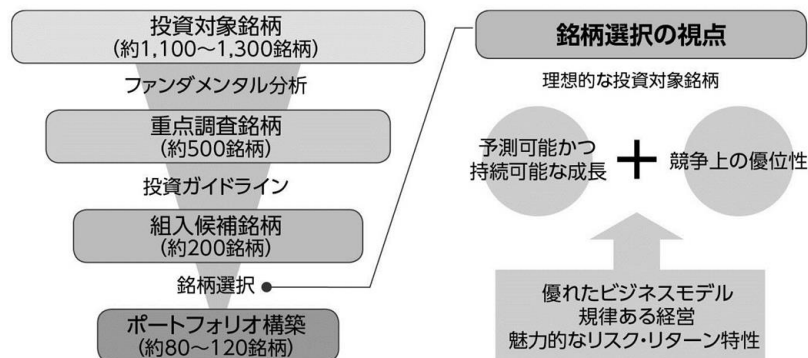 投資対象銘柄
(約1,100～1,300銘柄)
ファンダメンタル分析
重点調査銘柄
(約500銘柄)
投資ガイドライン
組入候補銘柄
(約200銘柄)
銘柄選択
ポートフォリオ構築
(約80～120銘柄)
銘柄選択の視点
理想的な投資対象銘柄
予測可能かつ
持続可能な成長
+
競争上の優位性
優れたビジネスモデル
規律ある経営
魅力的なリスク・リターン特性